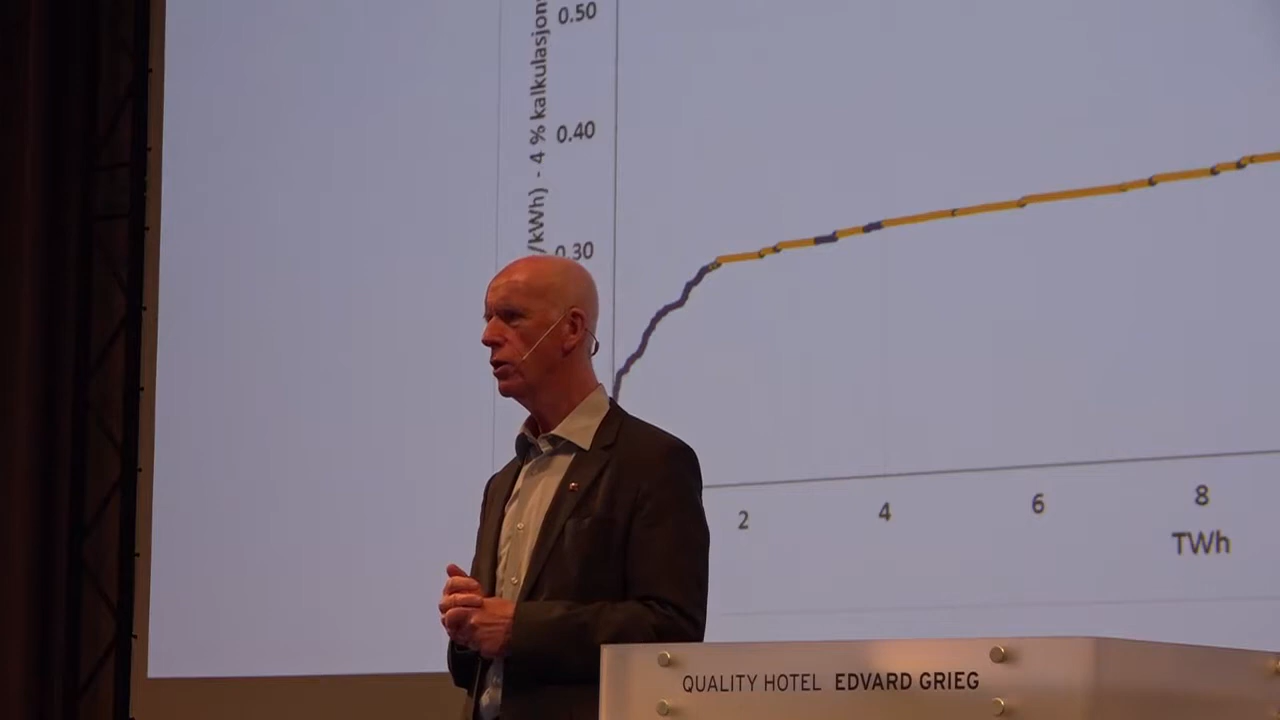 /kWh) - 4 % kalkulasjon
0.50
0.40
0.30
2 4 6 8
TWh
QUALITY HOTEL EDVARD GRIEG